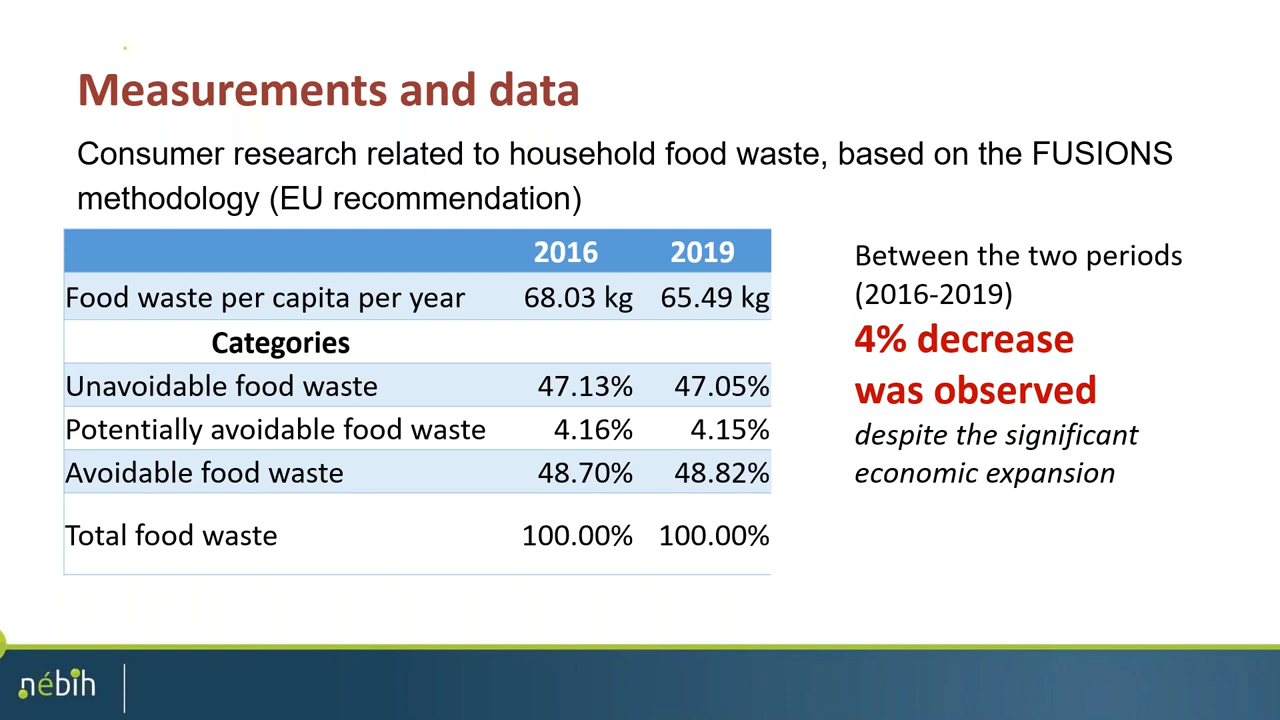 Measurements and data
Consumer research related to household food waste, based on the FUSIONS
methodology (EU recommendation)
2016 2019
Food waste per capita per year 68.03 kg 65.49 kg
Categories
Unavoidable food waste 47.13% 47.05%
Potentially avoidable food waste 4.16% 4.15%
Avoidable food waste 48.70% 48.82%
Total food waste 100.00% 100.00%
Between the two periods
(2016-2019)
4% decrease
was observed
despite the significant
economic expansion
nébih